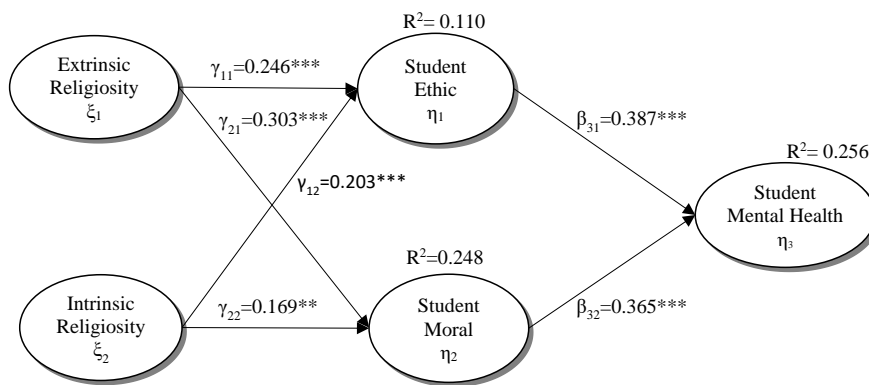 R²= 0.110
Extrinsic
Religiosity
ξ₁
γ₁₁=0.246***
Student
Ethic
η₁
γ₂₁=0.303***
β₃₁=0.387***
R²= 0.256
γ₁₂=0.203***
Student
Mental Health
η₃
R²=0.248
Intrinsic
Religiosity
ξ₂
γ₂₂=0.169**
Student
Moral
η₂
β₃₂=0.365***